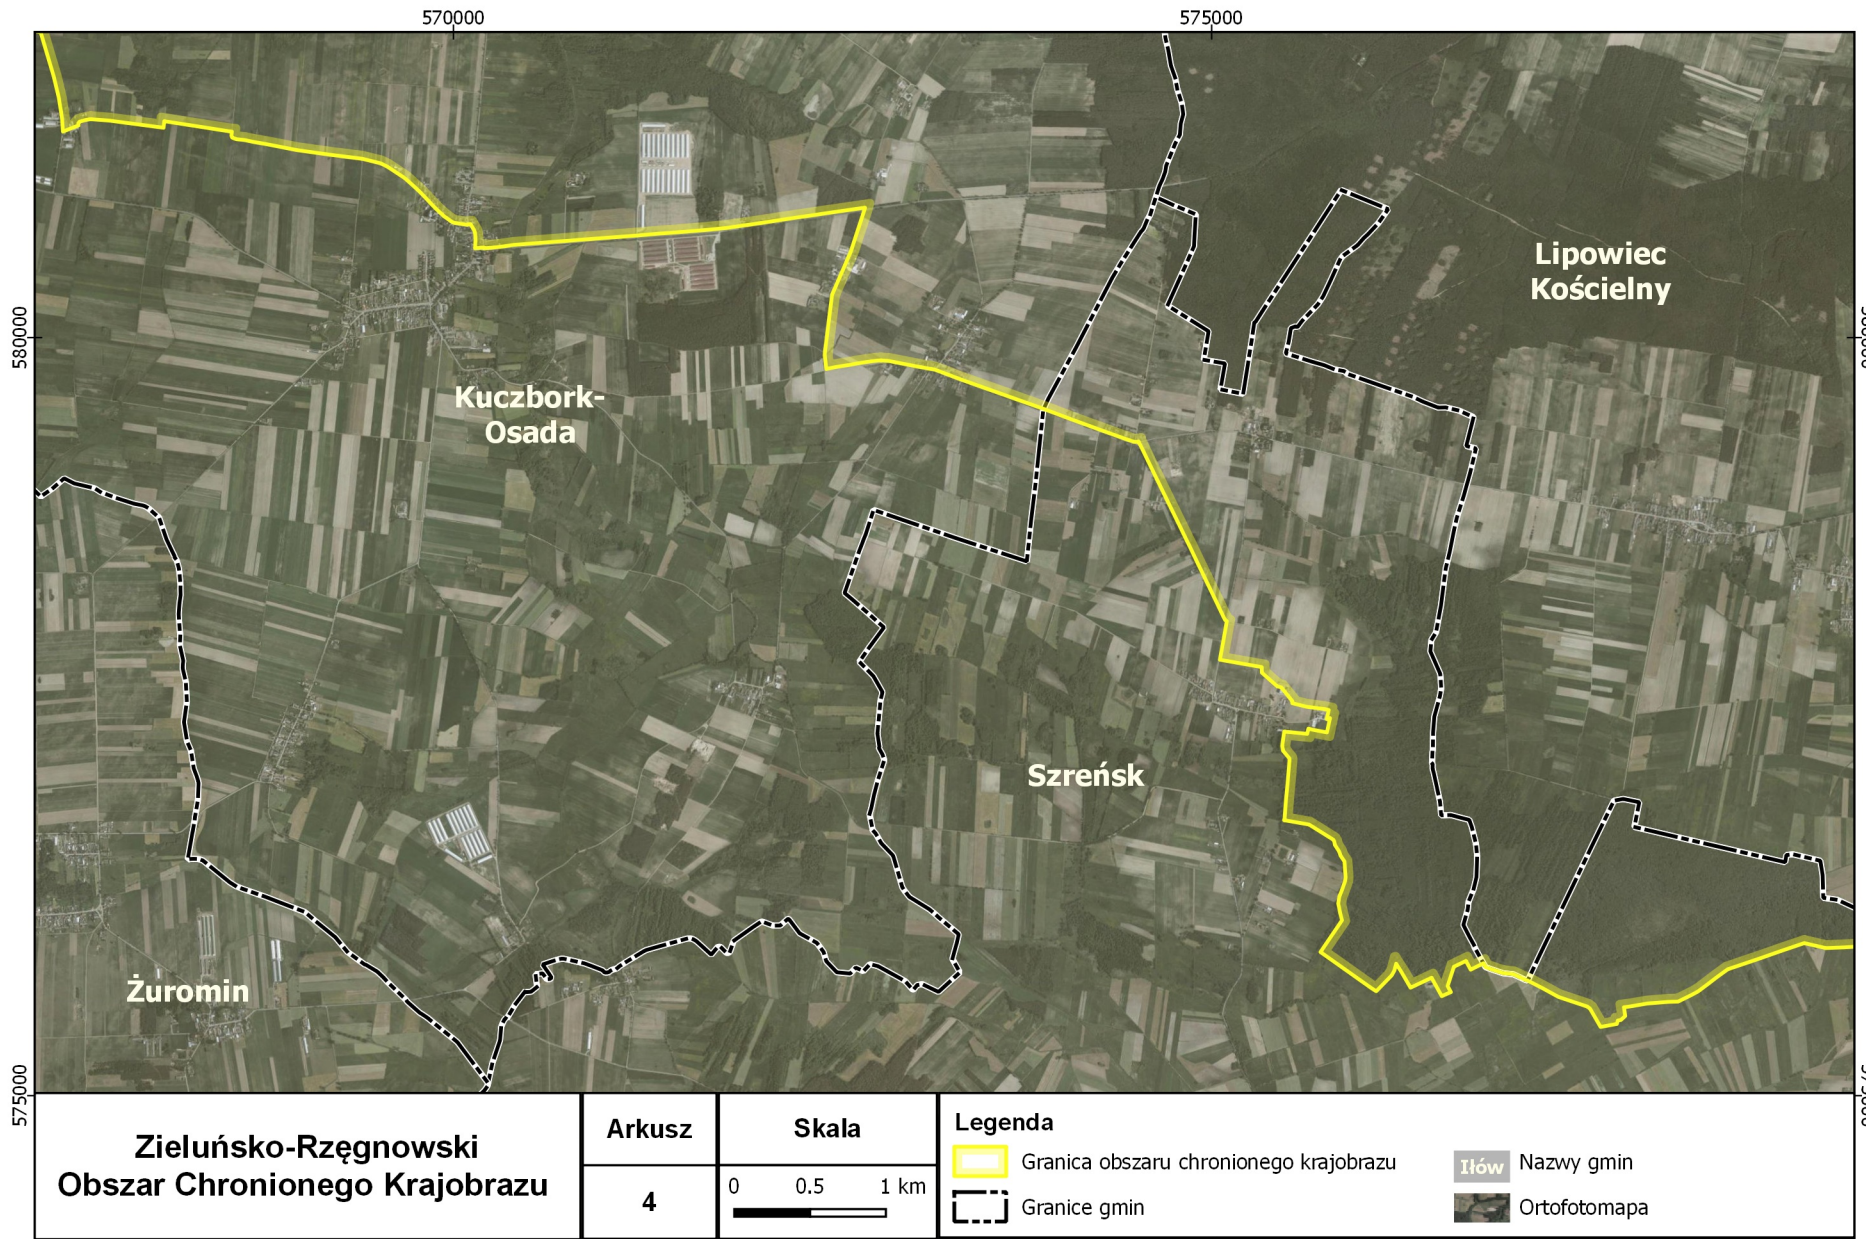 570000
575000
580000
Lipowiec
Kościelny
Kuczbork-
Osada
Szreńsk
Żuromin
575000
Zieluńsko-Rzęgnowski
Obszar Chronionego Krajobrazu
Arkusz
4
Skala
0 0.5 1 km
Legenda
Granica obszaru chronionego krajobrazu
Granice gmin
Iłów Nazwy gmin
Ortofotomapa